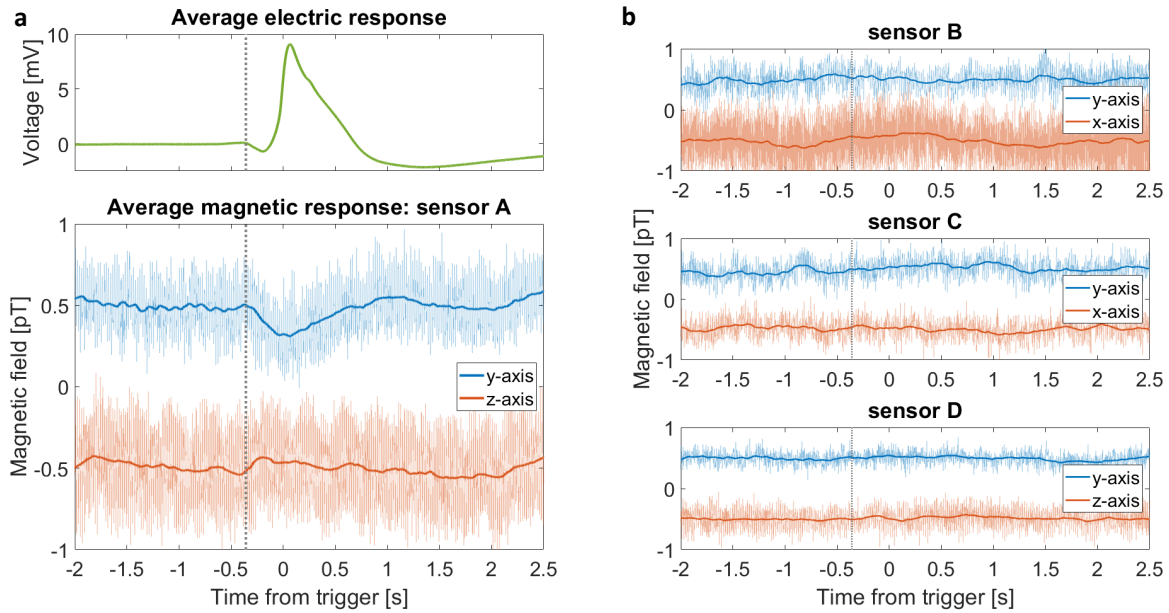 a
Average electric response
Voltage [mV]
10
5
0
Average magnetic response: sensor A
Magnetic field [pT]
1
0.5
0
-0.5
-1
y-axis
z-axis
-2 -1.5 -1 -0.5 0 0.5 1 1.5 2 2.5
Time from trigger [s]
b
sensor B
1
0
-1
y-axis
x-axis
-2 -1.5 -1 -0.5 0 0.5 1 1.5 2 2.5
Magnetic field [pT]
sensor C
1
0
-1
y-axis
x-axis
-2 -1.5 -1 -0.5 0 0.5 1 1.5 2 2.5
sensor D
1
0
-1
y-axis
z-axis
-2 -1.5 -1 -0.5 0 0.5 1 1.5 2 2.5
Time from trigger [s]